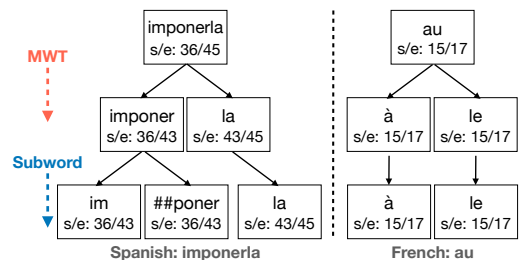 imponerla
s/e: 36/45
au
s/e: 15/17
MWT
imponer
s/e: 36/43
la
s/e: 43/45
à
s/e: 15/17
le
s/e: 15/17
Subword
im
s/e: 36/43
##poner
s/e: 36/43
la
s/e: 43/45
à
s/e: 15/17
le
s/e: 15/17
Spanish: imponerla
French: au